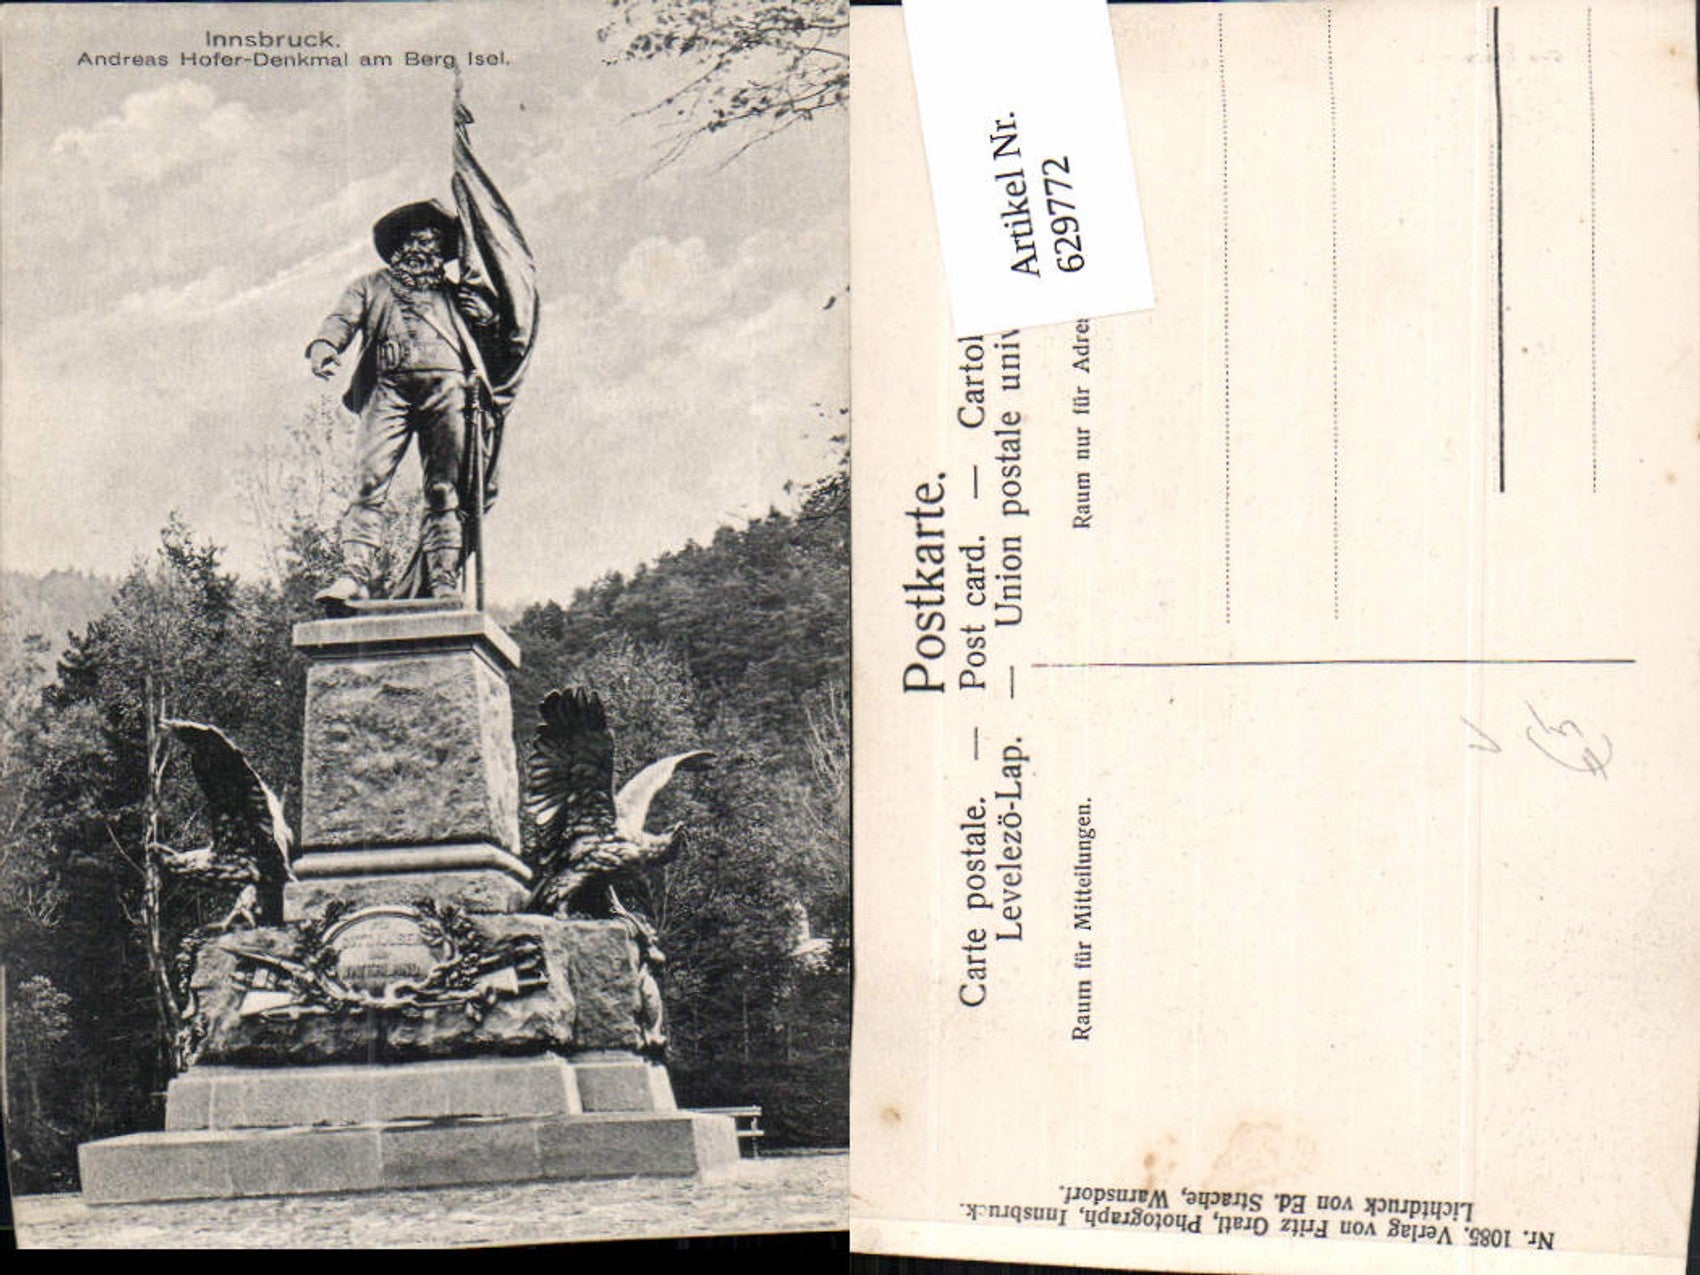 Innsbruck.
Andreas Hofer-Denkmal am Berg Isel.
Artikel Nr.
629772
Postkarte.
Carte postale. — Post card. — Cartol
Levelezö-Lap. — Union postale univ
Raum für Mitteilungen.
Raum nur für Adres
Nr. 1085. Verlag von Fritz Gratl, Photograph, Innsbruck.
Lichtdruck von Ed. Strache, Warnsdorf.